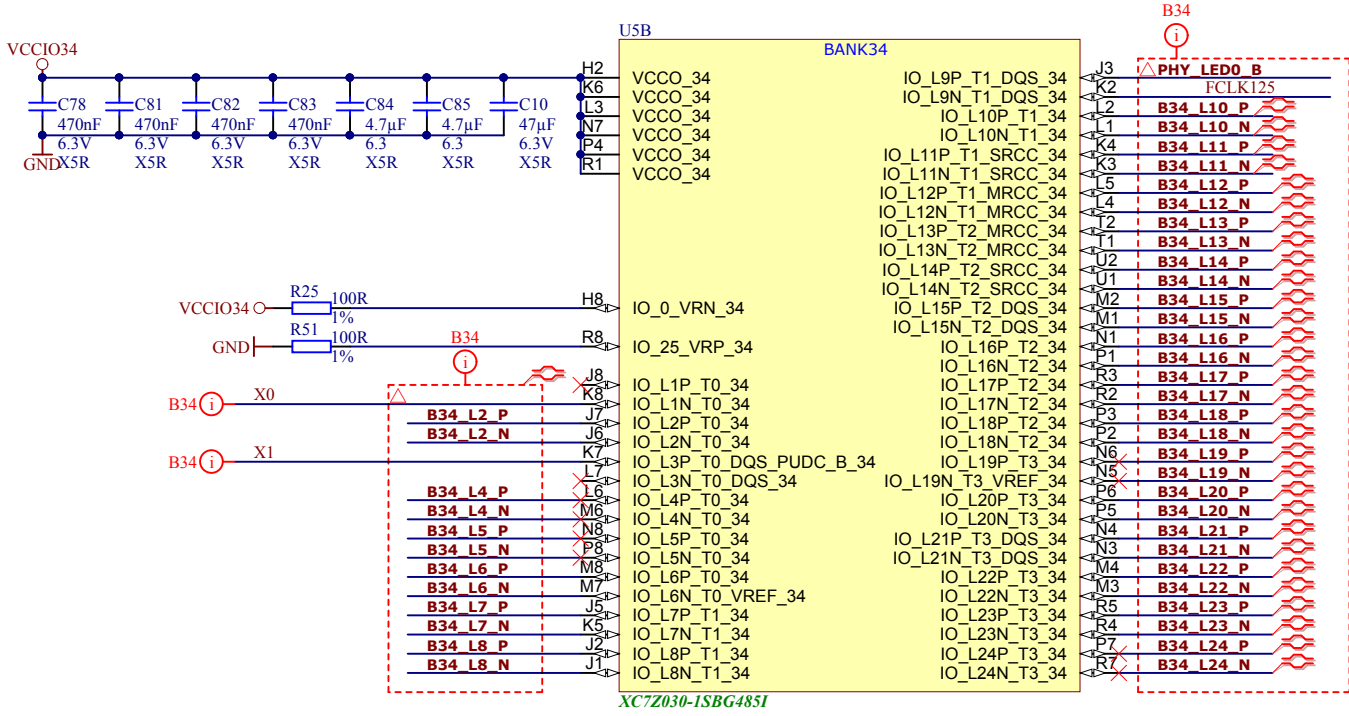 B34
i
U5B
BANK34
VCCIO34
C78 470nF 6.3V X5R
C81 470nF 6.3V X5R
C82 470nF 6.3V X5R
C83 470nF 6.3V X5R
C84 4.7µF 6.3 X5R
C85 4.7µF 6.3 X5R
C10 47µF 6.3V X5R
GND
H2 VCCO_34
K6 VCCO_34
L3 VCCO_34
N7 VCCO_34
P4 VCCO_34
R1 VCCO_34
VCCIO34 R25 100R 1% H8 IO_0_VRN_34
GND R51 100R 1% R8 IO_25_VRP_34
B34
i
J8 IO_L1P_T0_34
B34 i X0 K8 IO_L1N_T0_34
B34_L2_P J7 IO_L2P_T0_34
B34_L2_N J6 IO_L2N_T0_34
B34 i X1 K7 IO_L3P_T0_DQS_PUDC_B_34
L7 IO_L3N_T0_DQS_34
B34_L4_P L6 IO_L4P_T0_34
B34_L4_N M6 IO_L4N_T0_34
B34_L5_P N8 IO_L5P_T0_34
B34_L5_N P8 IO_L5N_T0_34
B34_L6_P M8 IO_L6P_T0_34
B34_L6_N M7 IO_L6N_T0_VREF_34
B34_L7_P J5 IO_L7P_T1_34
B34_L7_N K5 IO_L7N_T1_34
B34_L8_P J2 IO_L8P_T1_34
B34_L8_N J1 IO_L8N_T1_34
IO_L9P_T1_DQS_34 J3 PHY_LED0_B
IO_L9N_T1_DQS_34 K2 FCLK125
IO_L10P_T1_34 L2 B34_L10_P
IO_L10N_T1_34 L1 B34_L10_N
IO_L11P_T1_SRCC_34 K4 B34_L11_P
IO_L11N_T1_SRCC_34 K3 B34_L11_N
IO_L12P_T1_MRCC_34 L5 B34_L12_P
IO_L12N_T1_MRCC_34 L4 B34_L12_N
IO_L13P_T2_MRCC_34 T2 B34_L13_P
IO_L13N_T2_MRCC_34 T1 B34_L13_N
IO_L14P_T2_SRCC_34 U2 B34_L14_P
IO_L14N_T2_SRCC_34 U1 B34_L14_N
IO_L15P_T2_DQS_34 M2 B34_L15_P
IO_L15N_T2_DQS_34 M1 B34_L15_N
IO_L16P_T2_34 N1 B34_L16_P
IO_L16N_T2_34 P1 B34_L16_N
IO_L17P_T2_34 R3 B34_L17_P
IO_L17N_T2_34 R2 B34_L17_N
IO_L18P_T2_34 P3 B34_L18_P
IO_L18N_T2_34 P2 B34_L18_N
IO_L19P_T3_34 N6 B34_L19_P
IO_L19N_T3_VREF_34 N5 B34_L19_N
IO_L20P_T3_34 P6 B34_L20_P
IO_L20N_T3_34 P5 B34_L20_N
IO_L21P_T3_DQS_34 N4 B34_L21_P
IO_L21N_T3_DQS_34 N3 B34_L21_N
IO_L22P_T3_34 M4 B34_L22_P
IO_L22N_T3_34 M3 B34_L22_N
IO_L23P_T3_34 R5 B34_L23_P
IO_L23N_T3_34 R4 B34_L23_N
IO_L24P_T3_34 P7 B34_L24_P
IO_L24N_T3_34 R7 B34_L24_N
XC7Z030-1SBG485I